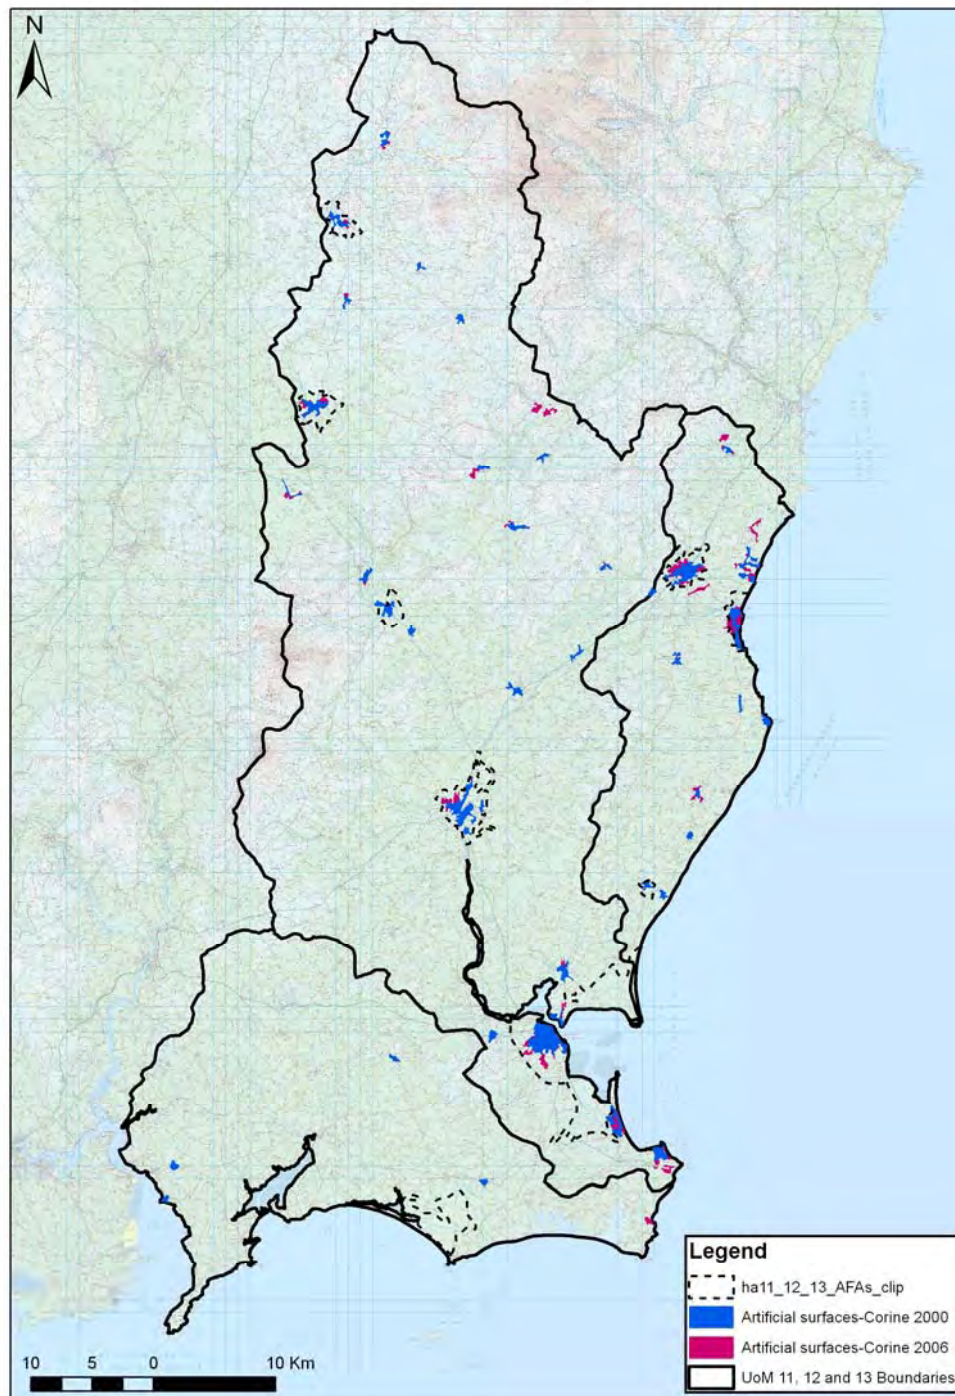 N
Legend
ha11_12_13_AFAs_clip
Artificial surfaces-Corine 2000
Artificial surfaces-Corine 2006
UoM 11, 12 and 13 Boundaries
10 5 0 10 Km